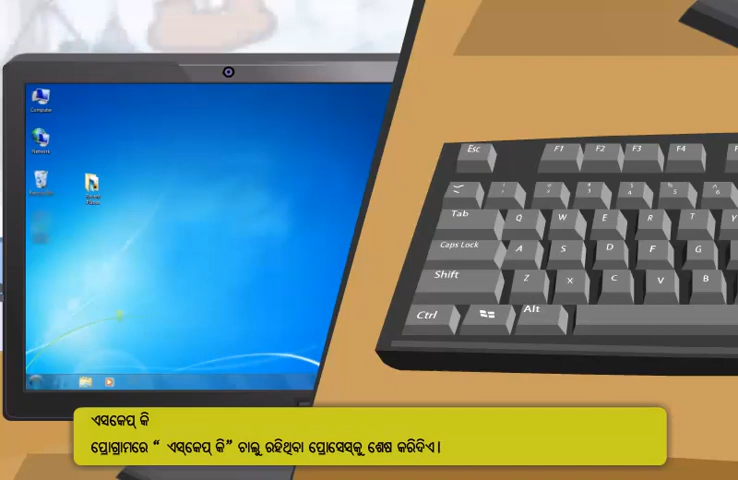 Computer
Network
Esc F1 F2 F3 F4
Tab Q W E R T Y
Caps Lock A S D F G
Shift Z X C V B
Ctrl Alt
ଏସକେପ୍ କି
ପ୍ରୋଗ୍ରାମରେ “ ଏସ୍‌କେପ୍ କି” ଚାଲୁ ରହିଥିବା ପ୍ରୋସେସ୍‌କୁ ଶେଷ କରିଦିଏ।